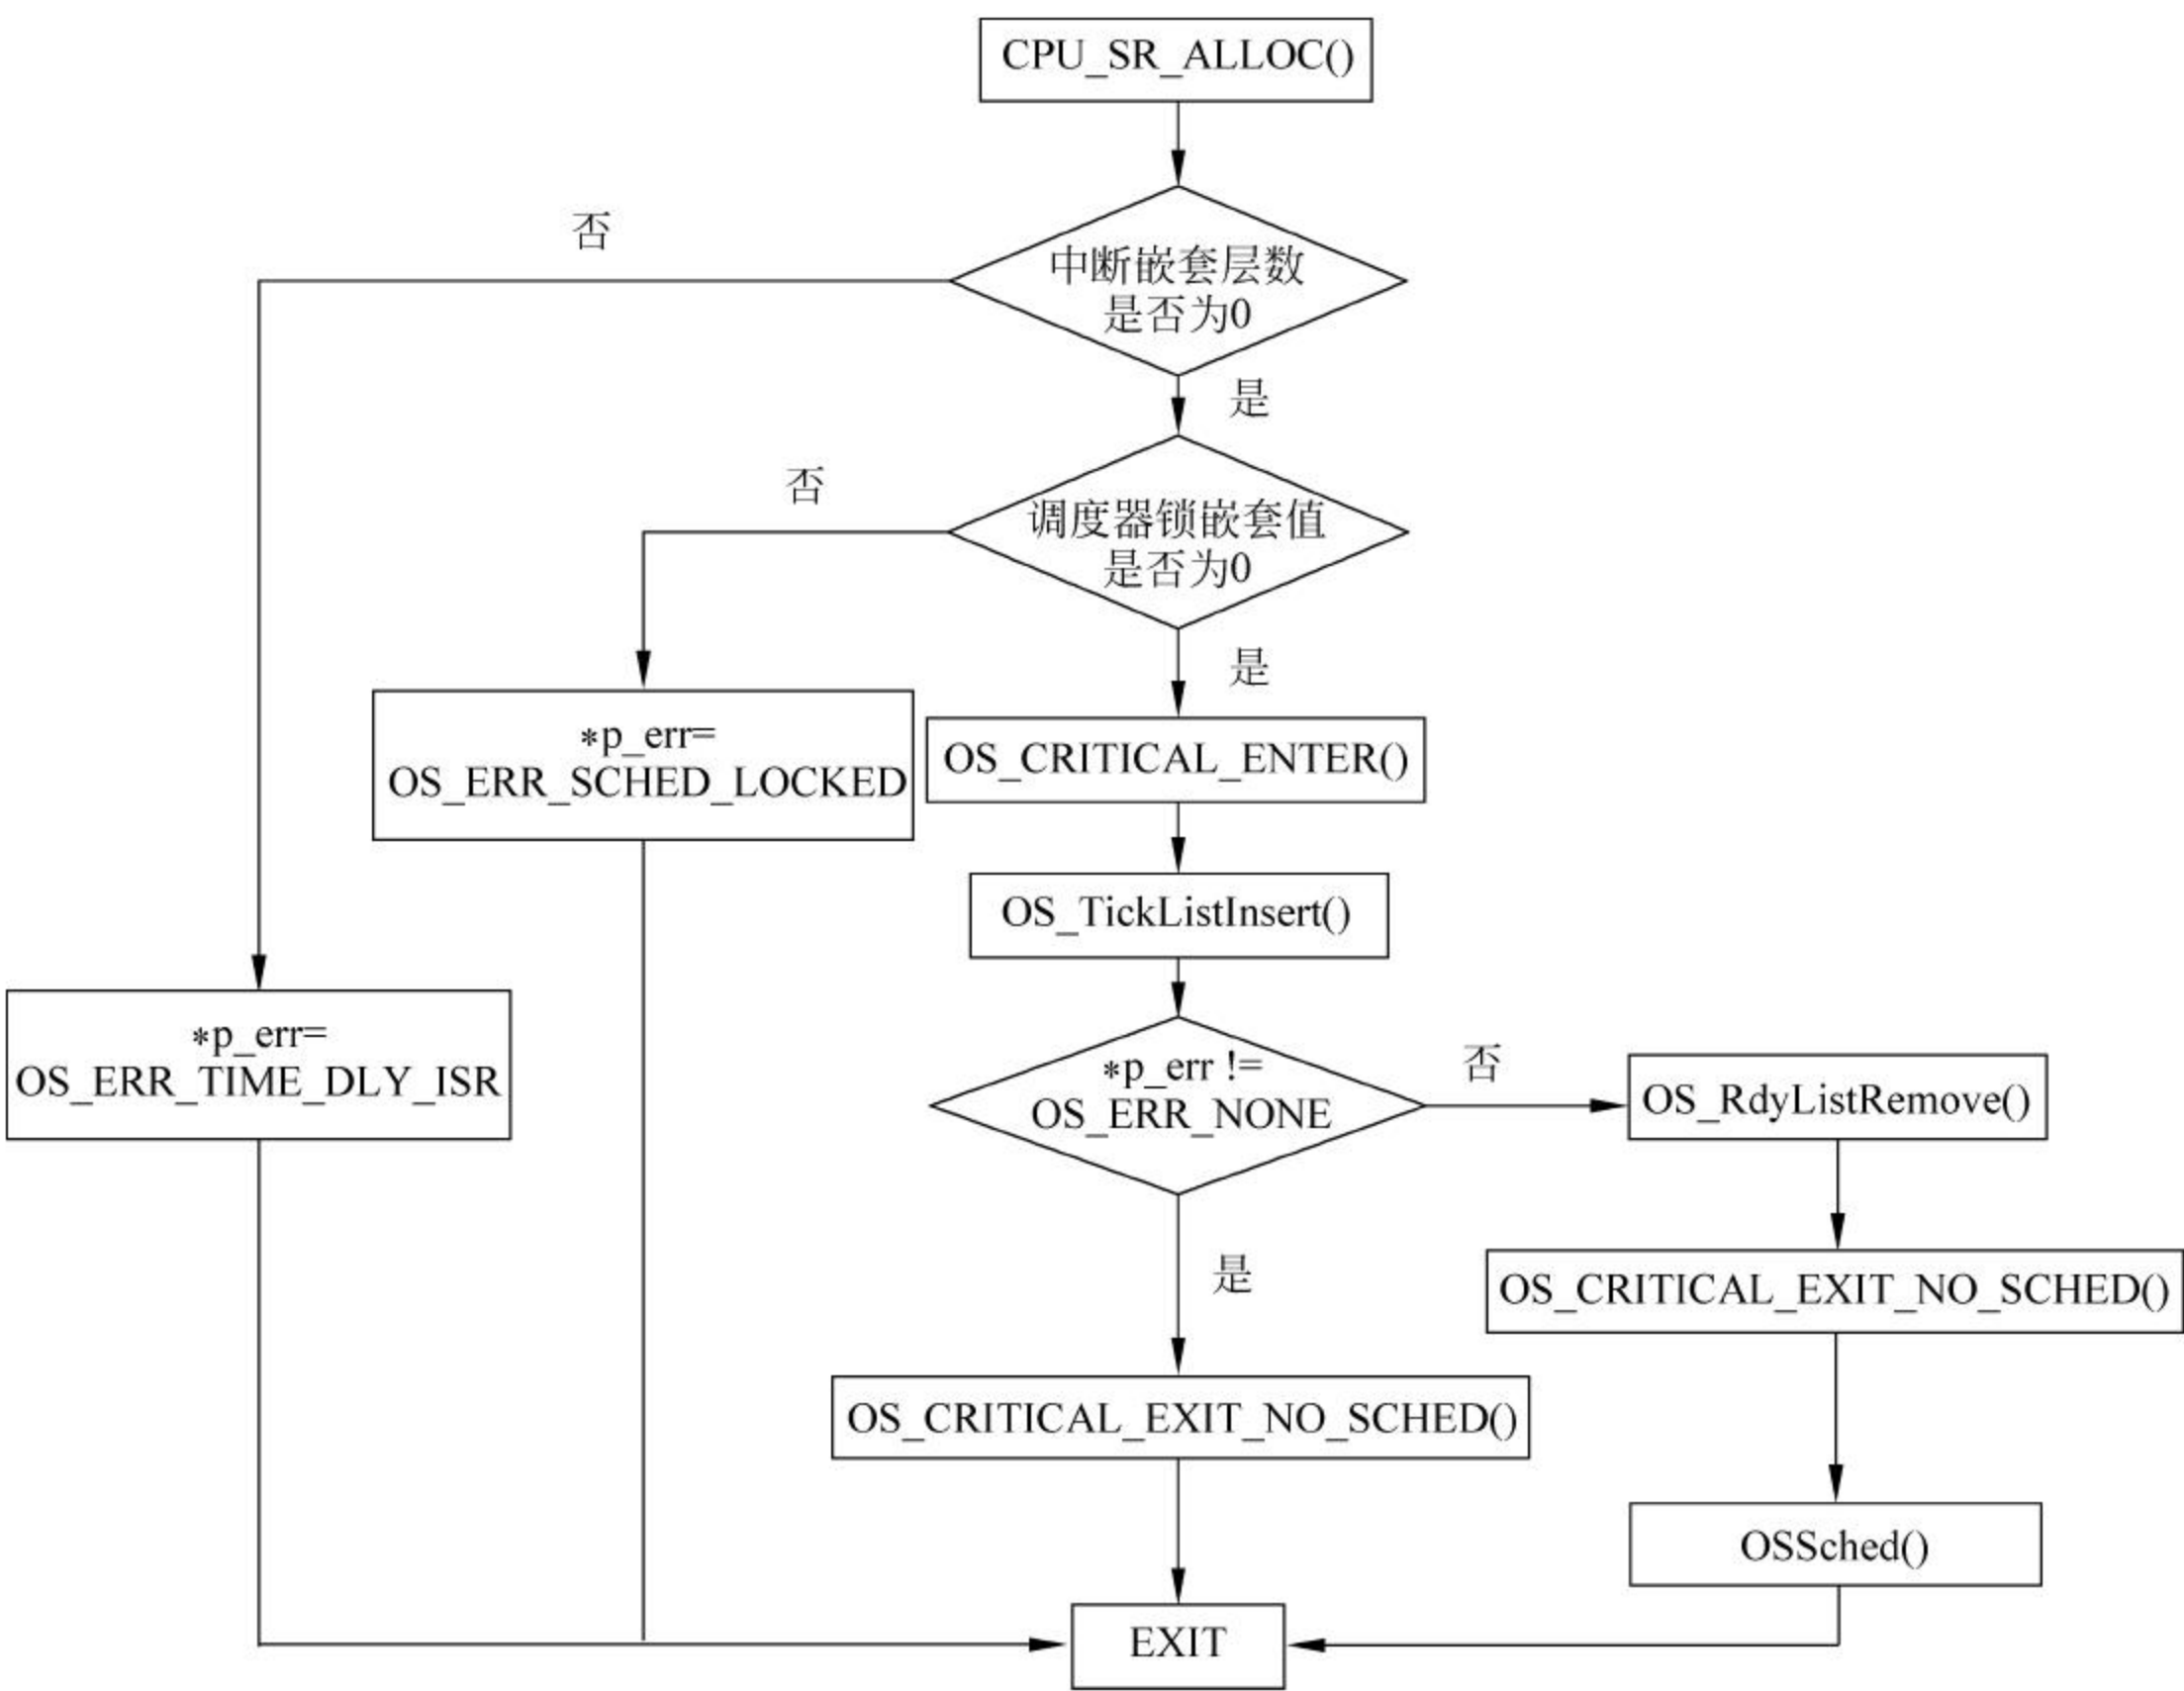 CPU_SR_ALLOC()
否
中断嵌套层数
是否为0
是
否
调度器锁嵌套值
是否为0
是
*p_err=
OS_ERR_SCHED_LOCKED
OS_CRITICAL_ENTER()
OS_TickListInsert()
*p_err=
OS_ERR_TIME_DLY_ISR
*p_err !=
OS_ERR_NONE
否
OS_RdyListRemove()
是
OS_CRITICAL_EXIT_NO_SCHED()
OS_CRITICAL_EXIT_NO_SCHED()
OSSched()
EXIT